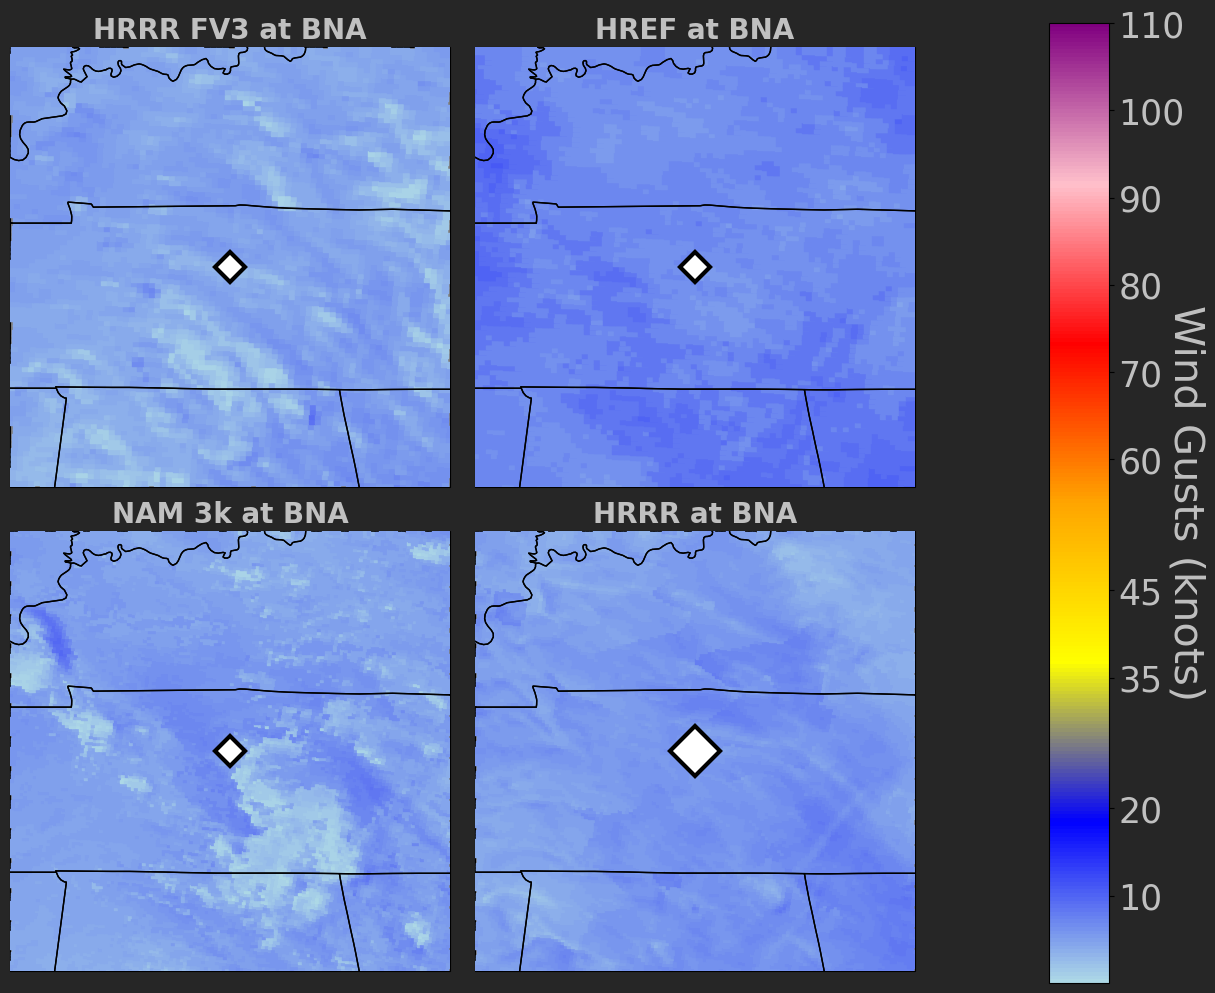 HRRR FV3 at BNA
HREF at BNA
NAM 3k at BNA
HRRR at BNA
110
100
90
80
70
60
45
35
20
10
Wind Gusts (knots)